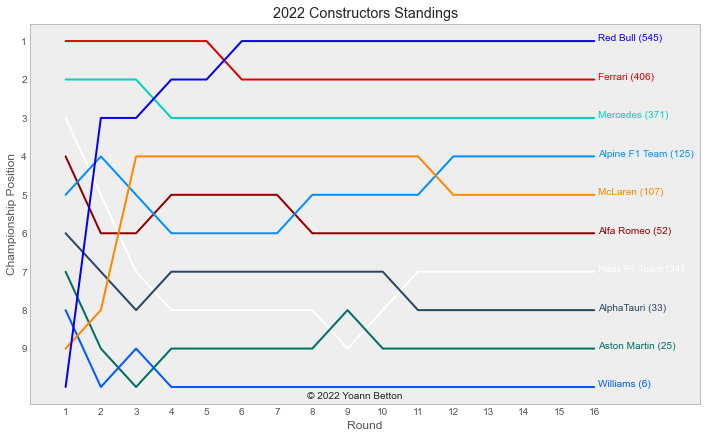 2022 Constructors Standings
Championship Position
1
2
3
4
5
6
7
8
9
Red Bull (545)
Ferrari (406)
Mercedes (371)
Alpine F1 Team (125)
McLaren (107)
Alfa Romeo (52)
Haas F1 Team (34)
AlphaTauri (33)
Aston Martin (25)
Williams (6)
© 2022 Yoann Betton
1 2 3 4 5 6 7 8 9 10 11 12 13 14 15 16
Round